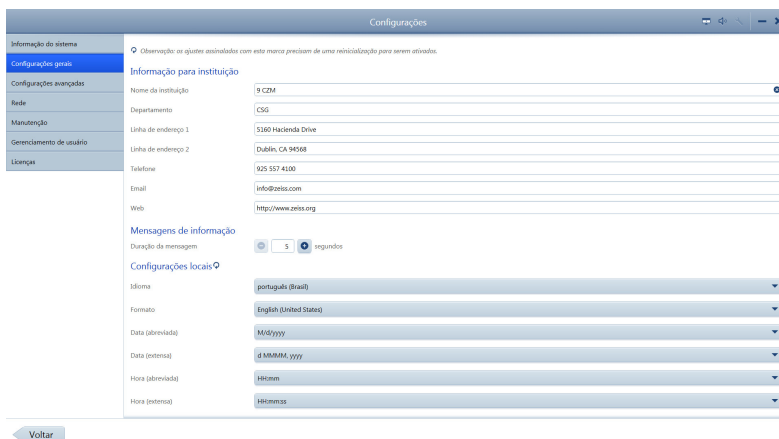 Configurações
Informação do sistema
Configurações gerais
Configurações avançadas
Rede
Manutenção
Gerenciamento de usuário
Licenças
Observação: os ajustes assinalados com esta marca precisam de uma reinicialização para serem ativados.
Informação para instituição
Nome da instituição 9 CZM
Departamento CSG
Linha de endereço 1 5160 Hacienda Drive
Linha de endereço 2 Dublin, CA 94568
Telefone 925 557 4100
Email info@zeiss.com
Web http://www.zeiss.org
Mensagens de informação
Duração da mensagem 5 segundos
Configurações locais
Idioma português (Brasil)
Formato English (United States)
Data (abreviada) M/d/yyyy
Data (extensa) d MMMM, yyyy
Hora (abreviada) HH:mm
Hora (extensa) HH:mm:ss
Voltar